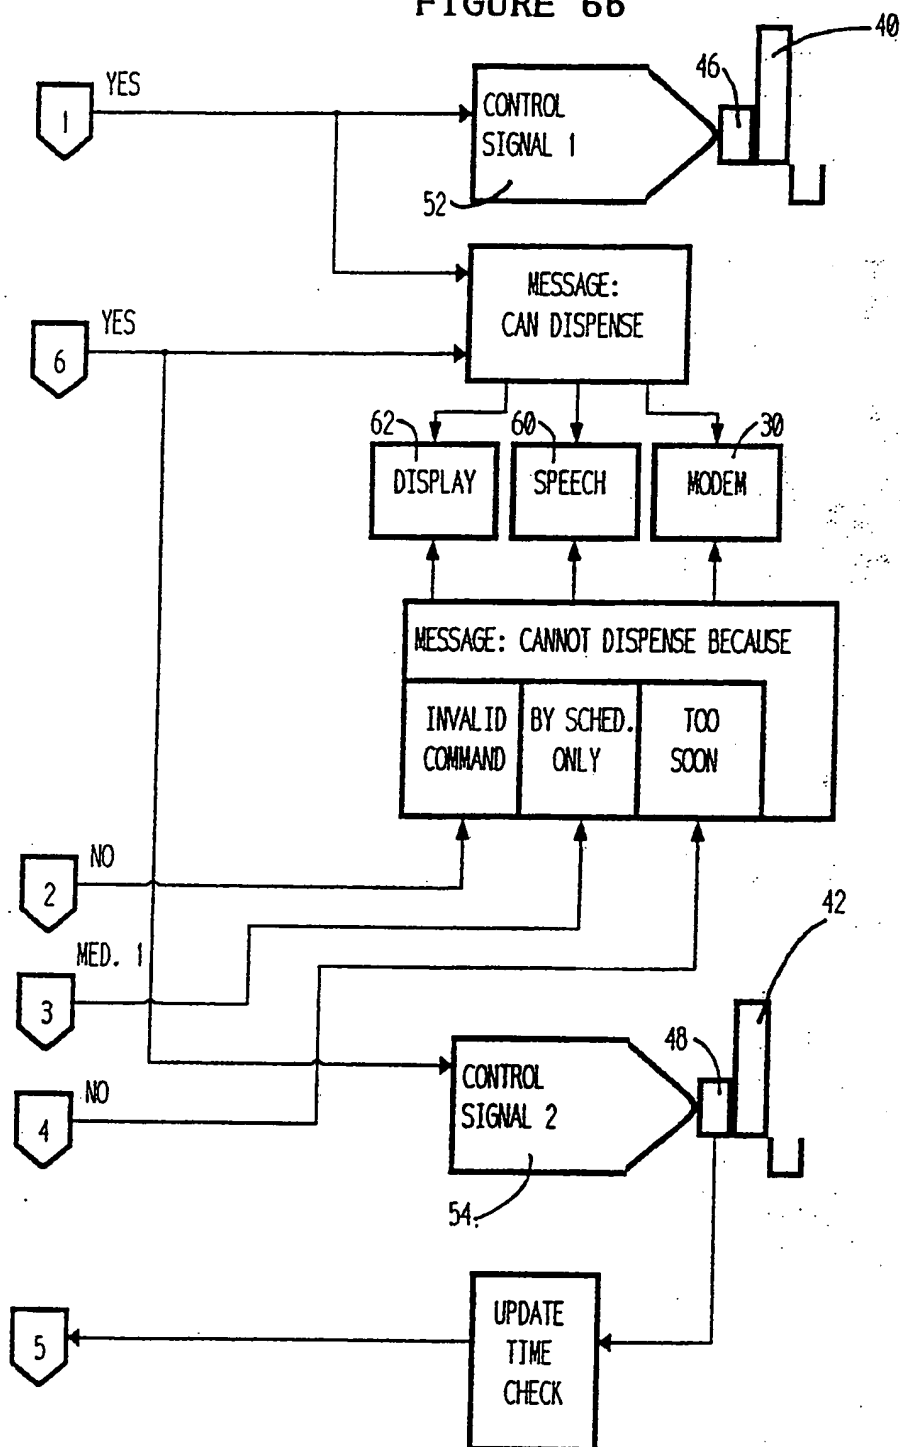 FIGURE 6b
40
46
YES
1
CONTROL
SIGNAL 1
52
MESSAGE:
CAN DISPENSE
YES
6
62
60
30
DISPLAY
SPEECH
MODEM
MESSAGE: CANNOT DISPENSE BECAUSE
INVALID
COMMAND
BY SCHED.
ONLY
TOO
SOON
NO
2
42
MED. 1
3
48
CONTROL
SIGNAL 2
NO
4
54.
UPDATE
TIME
CHECK
5